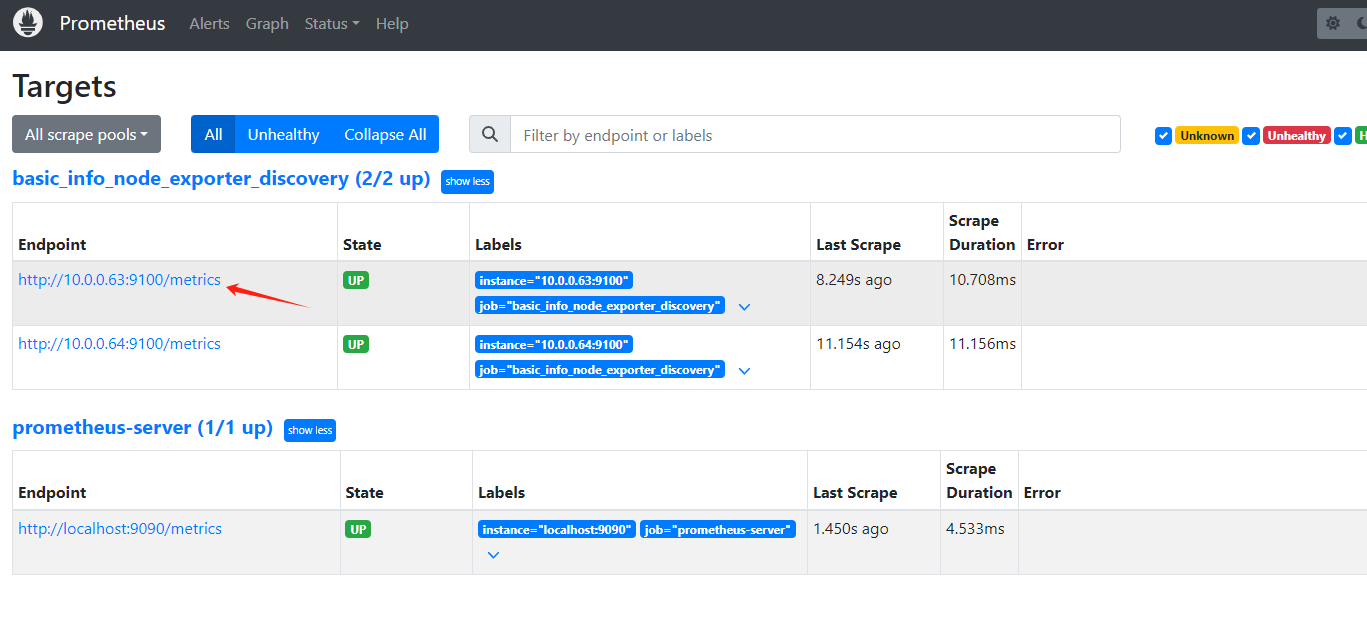 Prometheus Alerts Graph Status Help
Targets
All scrape pools All Unhealthy Collapse All Filter by endpoint or labels Unknown Unhealthy
basic_info_node_exporter_discovery (2/2 up) show less
Endpoint State Labels Last Scrape Scrape Duration Error
http://10.0.0.63:9100/metrics UP instance="10.0.0.63:9100" 8.249s ago 10.708ms
job="basic_info_node_exporter_discovery"
http://10.0.0.64:9100/metrics UP instance="10.0.0.64:9100" 11.154s ago 11.156ms
job="basic_info_node_exporter_discovery"
prometheus-server (1/1 up) show less
Endpoint State Labels Last Scrape Scrape Duration Error
http://localhost:9090/metrics UP instance="localhost:9090" job="prometheus-server" 1.450s ago 4.533ms